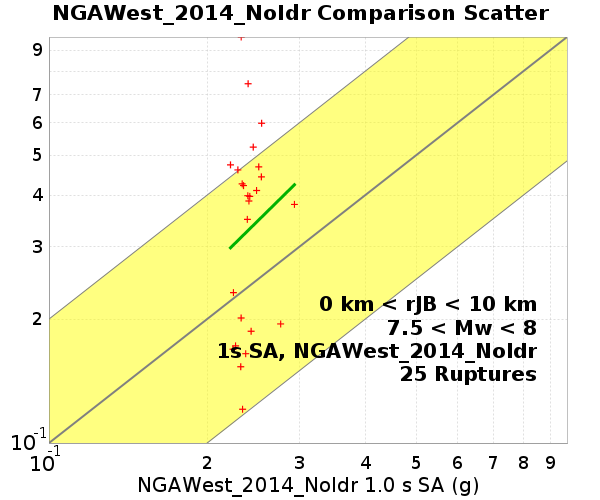 NGAWest_2014_NoIdr Comparison Scatter
9
7
6
5
4
3
2
10-1
0 km < rJB < 10 km
7.5 < Mw < 8
1s SA, NGAWest_2014_NoIdr
25 Ruptures
10-1 2 3 4 5 6 7 8 9
NGAWest_2014_NoIdr 1.0 s SA (g)